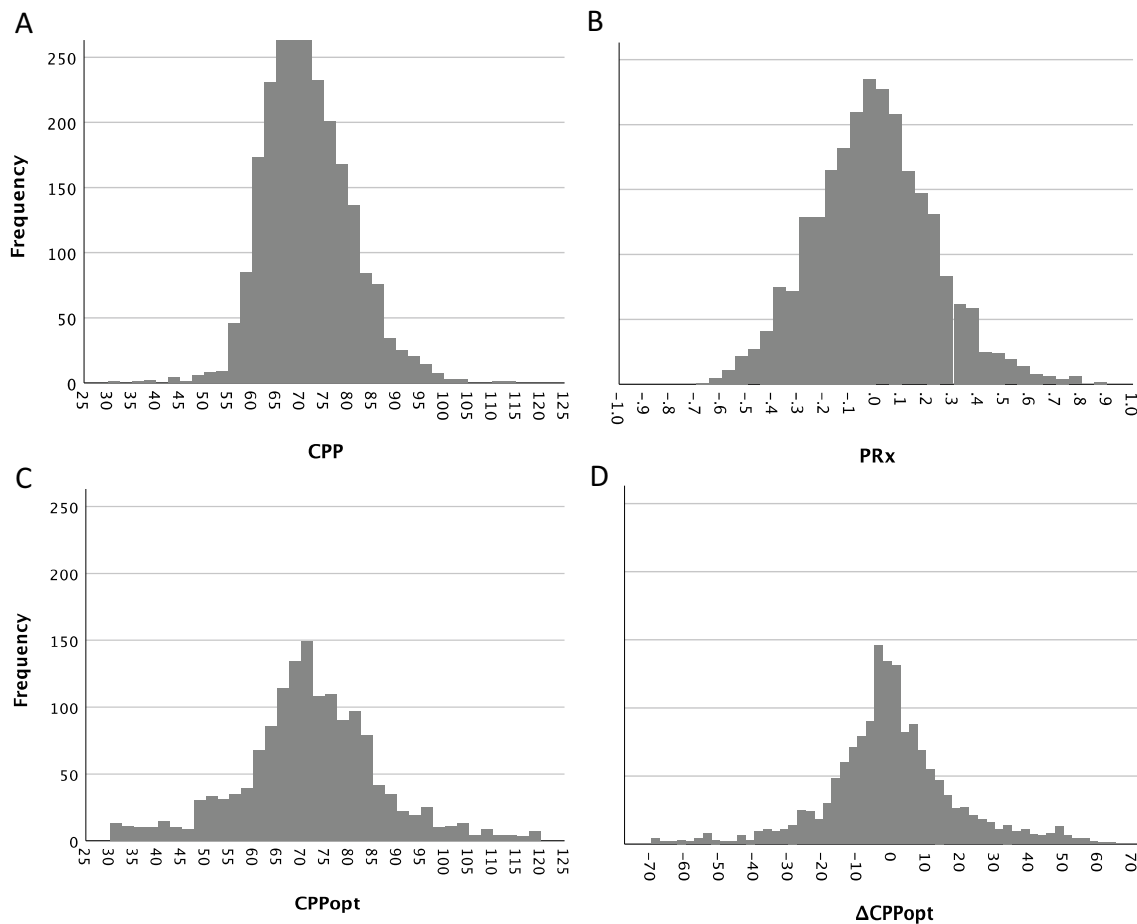 A
250
200
150
100
50
0
Frequency
25 30 35 40 45 50 55 60 65 70 75 80 85 90 95 100 105 110 115 120 125
CPP
B
-1.0 -.9 -.8 -.7 -.6 -.5 -.4 -.3 -.2 -.1 .0 .1 .2 .3 .4 .5 .6 .7 .8 .9 1.0
PRx
C
250
200
150
100
50
0
Frequency
25 30 35 40 45 50 55 60 65 70 75 80 85 90 95 100 105 110 115 120 125
CPPopt
D
-70 -60 -50 -40 -30 -20 -10 0 10 20 30 40 50 60 70
ΔCPPopt